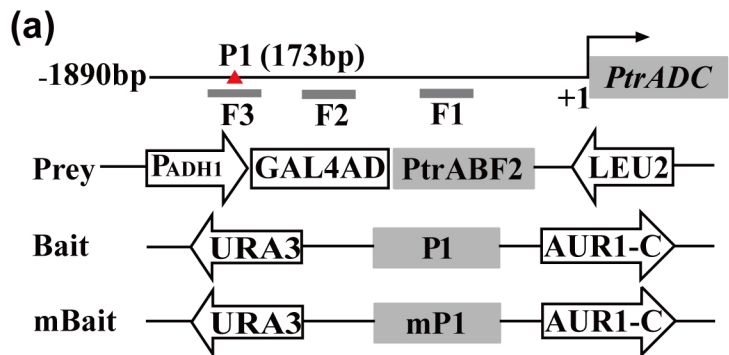 (a)
P1 (173bp)
-1890bp +1 PtrADC
F3 F2 F1
Prey PADH1 GAL4AD PtrABF2 LEU2
Bait URA3 P1 AUR1-C
mBait URA3 mP1 AUR1-C